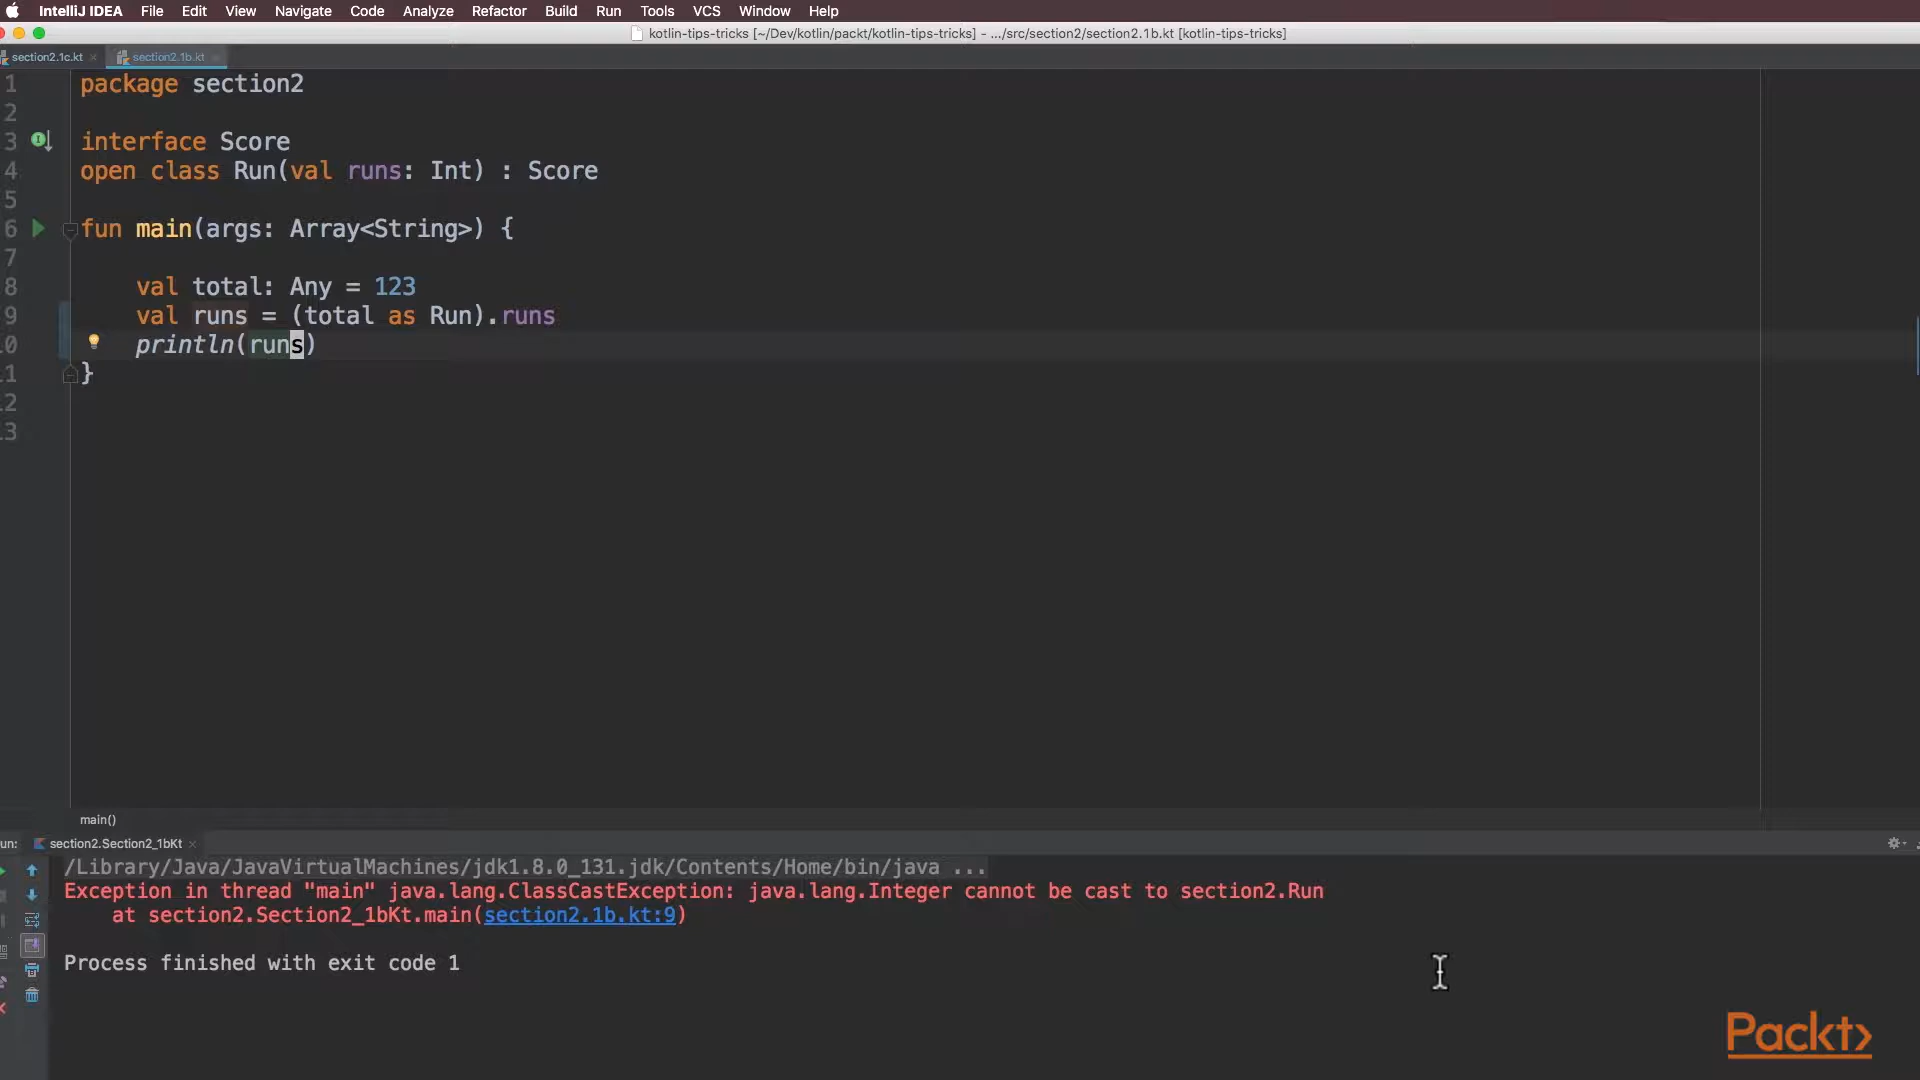 IntelliJ IDEA File Edit View Navigate Code Analyze Refactor Build Run Tools VCS Window Help
kotlin-tips-tricks [~/Dev/kotlin/packt/kotlin-tips-tricks] - .../src/section2/section2.1b.kt [kotlin-tips-tricks]
section2.1c.kt section2.1b.kt
1 package section2
2
3 interface Score
4 open class Run(val runs: Int) : Score
5
6 fun main(args: Array<String>) {
7
8 val total: Any = 123
9 val runs = (total as Run).runs
0 println(runs)
1 }
2
3
main()
un: section2.Section2_1bKt
/Library/Java/JavaVirtualMachines/jdk1.8.0_131.jdk/Contents/Home/bin/java ...
Exception in thread "main" java.lang.ClassCastException: java.lang.Integer cannot be cast to section2.Run
at section2.Section2_1bKt.main(section2.1b.kt:9)
Process finished with exit code 1
Packt>